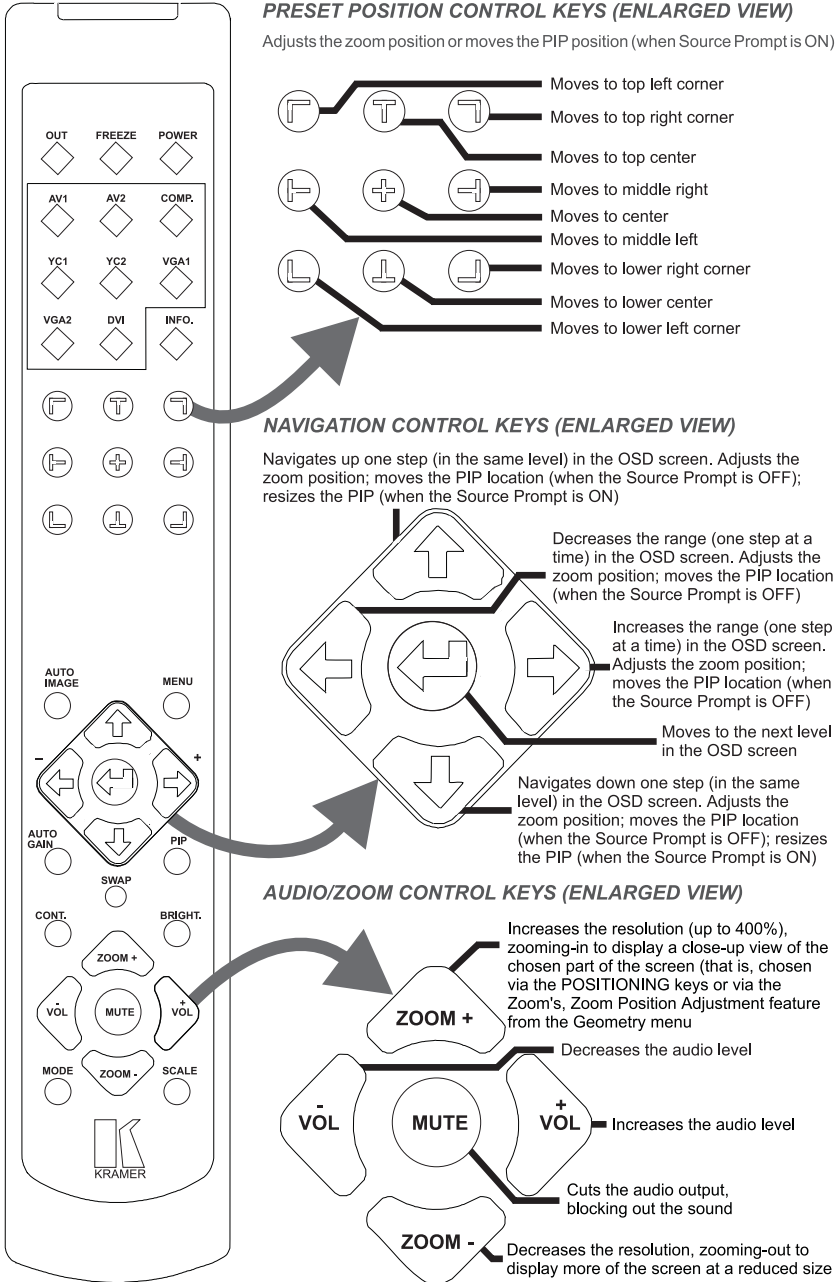 PRESET POSITION CONTROL KEYS (ENLARGED VIEW)
Adjusts the zoom position or moves the PIP position (when Source Prompt is ON)
Moves to top left corner
Moves to top right corner
Moves to top center
Moves to middle right
Moves to center
Moves to middle left
Moves to lower right corner
Moves to lower center
Moves to lower left corner
OUT FREEZE POWER
AV1 AV2 COMP.
YC1 YC2 VGA1
VGA2 DVI INFO.
NAVIGATION CONTROL KEYS (ENLARGED VIEW)
Navigates up one step (in the same level) in the OSD screen. Adjusts the
zoom position; moves the PIP location (when the Source Prompt is OFF);
resizes the PIP (when the Source Prompt is ON)
Decreases the range (one step at a
time) in the OSD screen. Adjusts the
zoom position; moves the PIP location
(when the Source Prompt is OFF)
Increases the range (one step
at a time) in the OSD screen.
Adjusts the zoom position;
moves the PIP location (when
the Source Prompt is OFF)
Moves to the next level
in the OSD screen
Navigates down one step (in the same
level) in the OSD screen. Adjusts the
zoom position; moves the PIP location
(when the Source Prompt is OFF); resizes
the PIP (when the Source Prompt is ON)
AUTO
IMAGE
MENU
- +
AUTO
GAIN
PIP
SWAP
CONT. BRIGHT.
ZOOM +
- +
VOL MUTE VOL
MODE ZOOM - SCALE
KRAMER
AUDIO/ZOOM CONTROL KEYS (ENLARGED VIEW)
Increases the resolution (up to 400%),
zooming-in to display a close-up view of the
chosen part of the screen (that is, chosen
via the POSITIONING keys or via the
Zoom's, Zoom Position Adjustment feature
from the Geometry menu
ZOOM +
Decreases the audio level
- +
VOL MUTE VOL
Increases the audio level
Cuts the audio output,
blocking out the sound
ZOOM -
Decreases the resolution, zooming-out to
display more of the screen at a reduced size